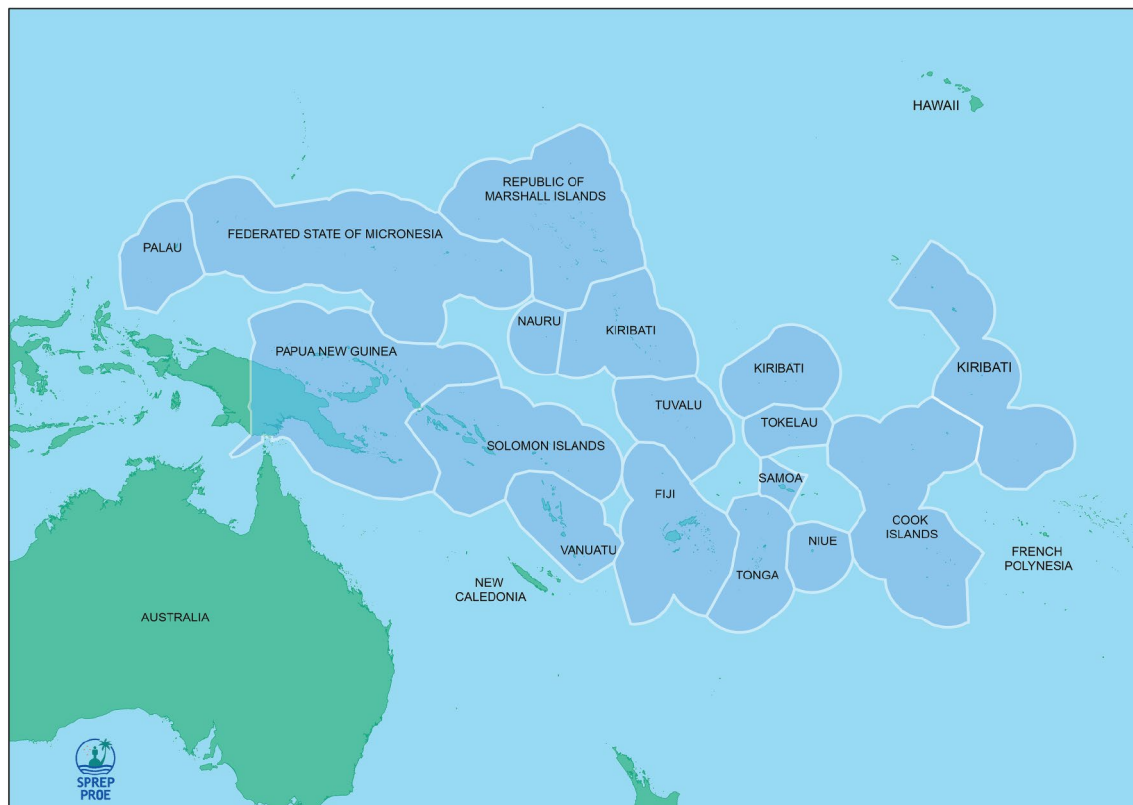 HAWAII
REPUBLIC OF
MARSHALL ISLANDS
FEDERATED STATE OF MICRONESIA
PALAU
NAURU
KIRIBATI
PAPUA NEW GUINEA
KIRIBATI
KIRIBATI
TUVALU
TOKELAU
SOLOMON ISLANDS
SAMOA
FIJI
COOK
ISLANDS
NIUE
VANUATU
FRENCH
POLYNESIA
TONGA
NEW
CALEDONIA
AUSTRALIA
SPREP
PROE